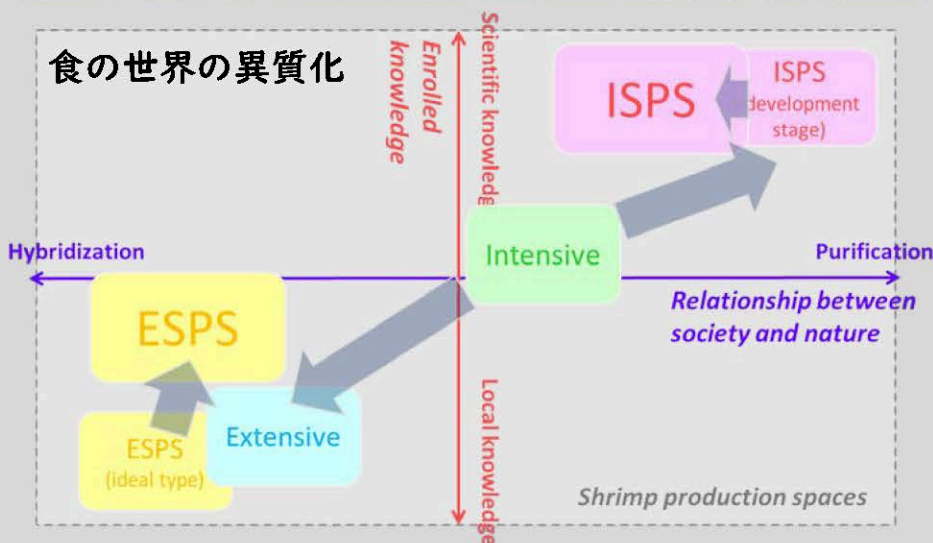 食の世界の異質化
Enrolled
knowledge
Scientific knowledg
ISPS
ISPS
development
stage)
Hybridization
Intensive
Purification
Relationship between
society and nature
ESPS
ESPS
(ideal type)
Extensive
Local knowledge
Shrimp production spaces